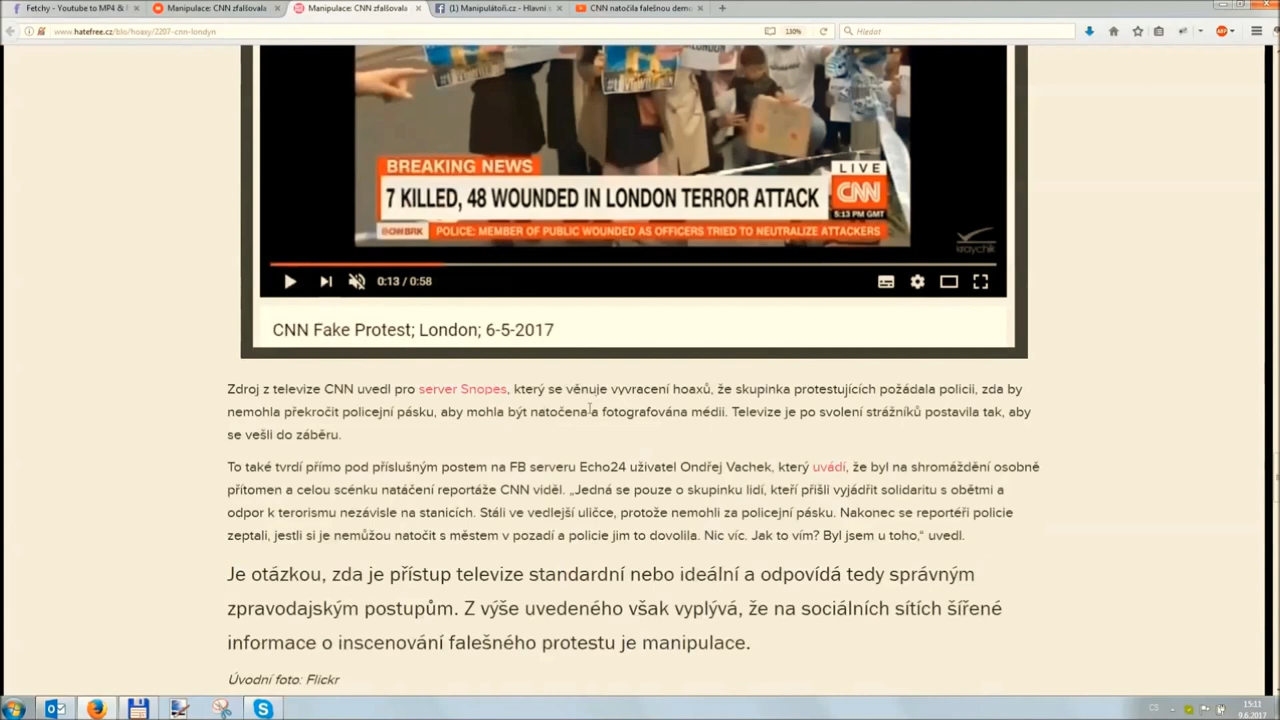 Fetchy - Youtube to MP4 &
Manipulace: CNN zfalšovala
Manipulace: CNN zfalšovala
(1) Manipulátoři.cz - Hlavní s
CNN natočila falešnou demo
www.hatefree.cz/blo/hoaxy/2207-cnn-londyn
130%
Hledat
LONDON
BREAKING NEWS
LIVE
7 KILLED, 48 WOUNDED IN LONDON TERROR ATTACK
CNN
5:13 PM GMT
@CNNBRK
POLICE: MEMBER OF PUBLIC WOUNDED AS OFFICERS TRIED TO NEUTRALIZE ATTACKERS
kraychik
0:13 / 0:58
CNN Fake Protest; London; 6-5-2017
Zdroj z televize CNN uvedl pro server Snopes, který se věnuje vyvracení hoaxů, že skupinka protestujících požádala policii, zda by
nemohla překročit policejní pásku, aby mohla být natočena a fotografována médii. Televize je po svolení strážníků postavila tak, aby
se vešli do záběru.
To také tvrdí přímo pod příslušným postem na FB serveru Echo24 uživatel Ondřej Vachek, který uvádí, že byl na shromáždění osobně
přítomen a celou scénku natáčení reportáže CNN viděl. „Jedná se pouze o skupinku lidí, kteří přišli vyjádřit solidaritu s obětmi a
odpor k terorismu nezávisle na stanicích. Stáli ve vedlejší uličce, protože nemohli za policejní pásku. Nakonec se reportéři policie
zeptali, jestli si je nemůžou natočit s městem v pozadí a policie jim to dovolila. Nic víc. Jak to vím? Byl jsem u toho,“ uvedl.
Je otázkou, zda je přístup televize standardní nebo ideální a odpovídá tedy správným
zpravodajským postupům. Z výše uvedeného však vyplývá, že na sociálních sítích šířené
informace o inscenování falešného protestu je manipulace.
Úvodní foto: Flickr
CS
15:11
9.6.2017